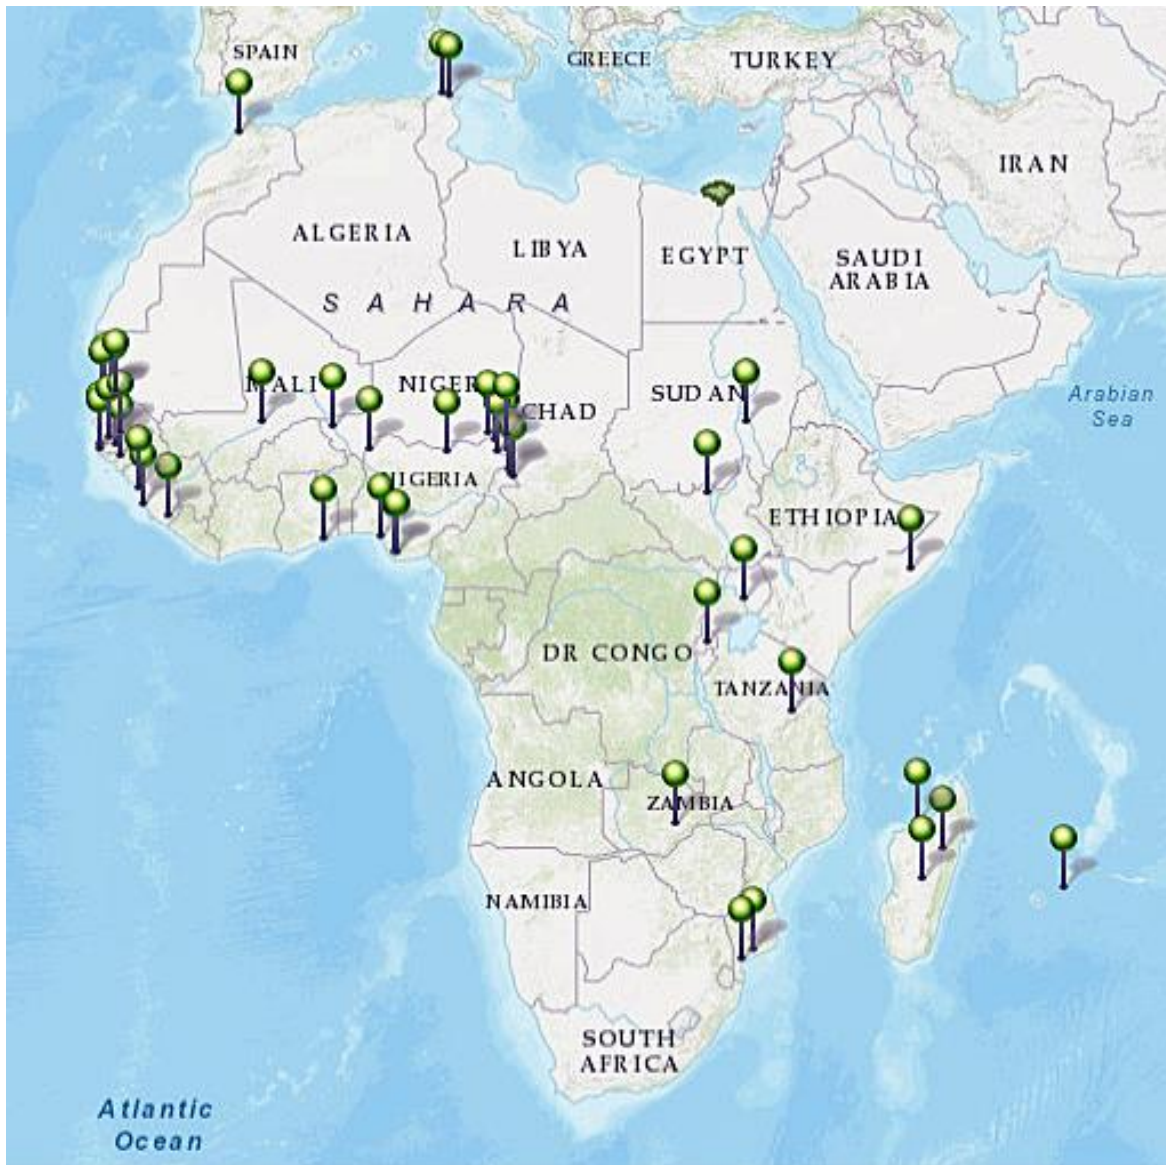 SPAIN
GREECE
TURKEY
IRAN
ALGERIA
LIBYA
EGYPT
SAUDI
ARABIA
SAHARA
MALI
NIGER
CHAD
SUDAN
Arabian
Sea
NIGERIA
ETHIOPIA
DR CONGO
TANZANIA
ANGOLA
ZAMBIA
NAMIBIA
SOUTH
AFRICA
Atlantic
Ocean